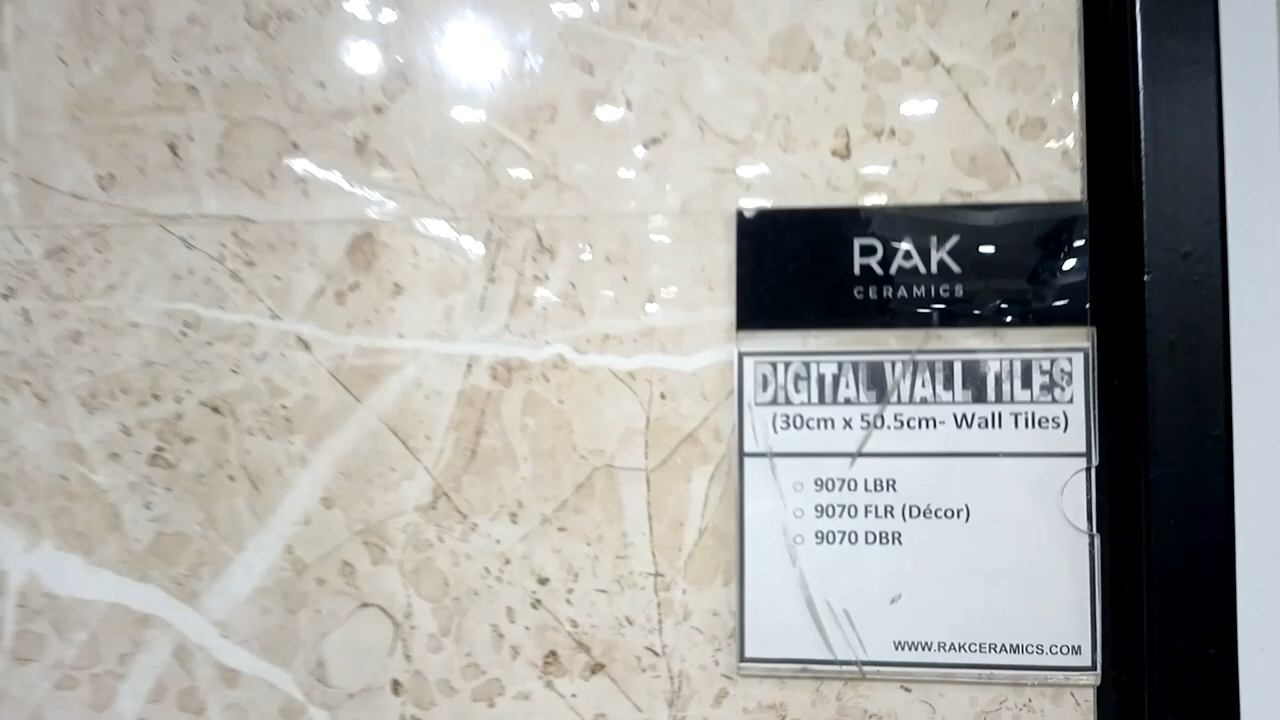 RAK
CERAMICS
DIGITAL WALL TILES
(30cm x 50.5cm- Wall Tiles)
9070 LBR
9070 FLR (Décor)
9070 DBR
WWW.RAKCERAMICS.COM